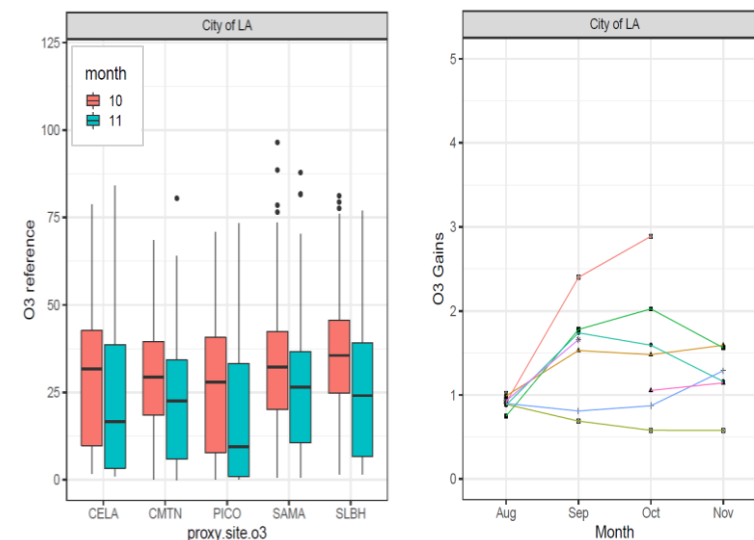 City of LA
125
100
75
50
25
0
O3 reference
month
10
11
CELA CMTN PICO SAMA SLBH
proxy.site.o3
City of LA
5
4
3
2
1
0
O3 Gains
Aug Sep Oct Nov
Month